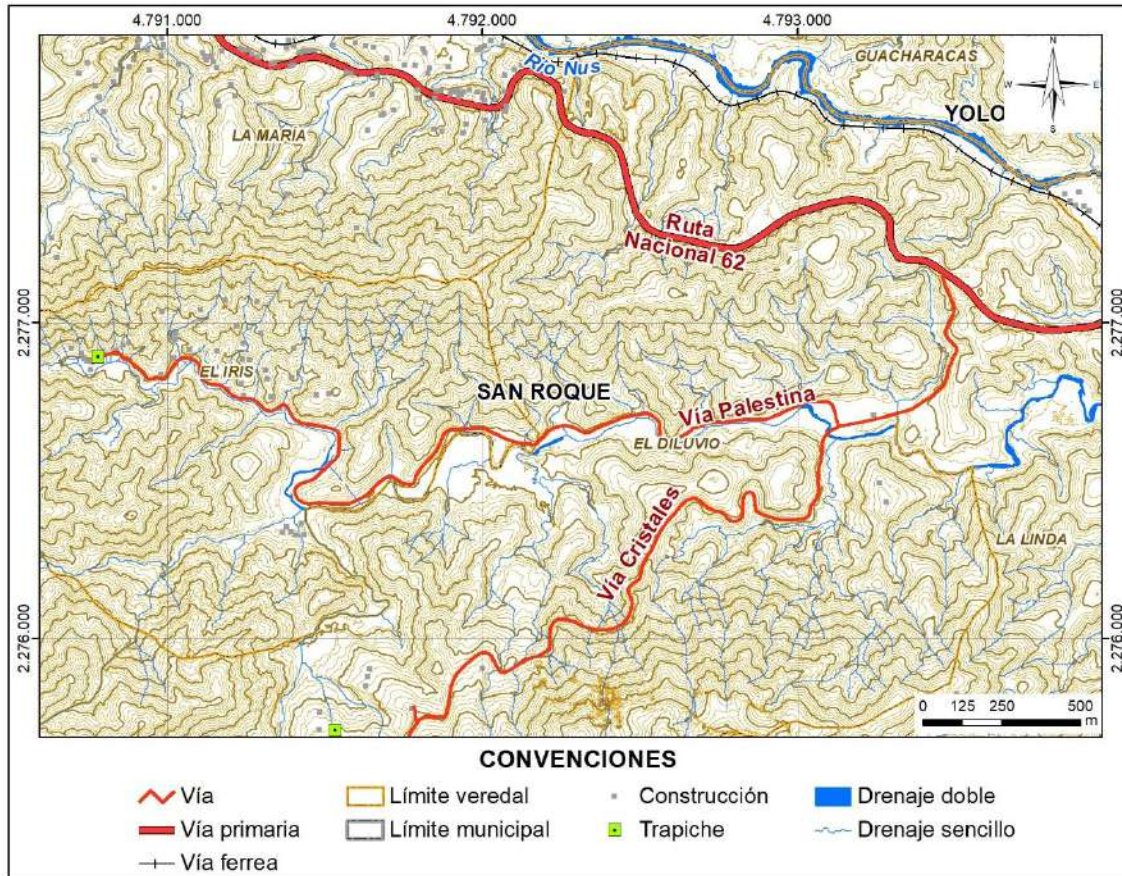 4.791.000 4.792.000 4.793.000
GUACHARACAS
N
W E
S
Río Nus
YOLO
LA MARÍA
Ruta
Nacional 62
2.277.000 2.277.000
EL IRIS
SAN ROQUE
Vía Palestina
EL DILUVIO
Vía Cristales
LA LINDA
2.276.000 2.276.000
0 125 250 500
m
CONVENCIONES
Vía
Límite veredal
Construcción
Drenaje doble
Vía primaria
Límite municipal
Trapiche
Drenaje sencillo
Vía ferrea